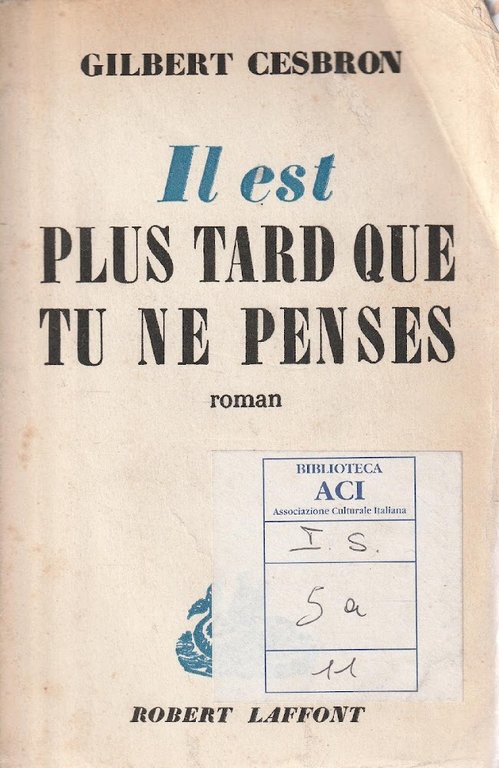 GILBERT CESBRON
Il est
PLUS TARD QUE
TU NE PENSES
roman
BIBLIOTECA
ACI
Associazione Culturale Italiana
I. S.
5 a
11
ROBERT LAFFONT